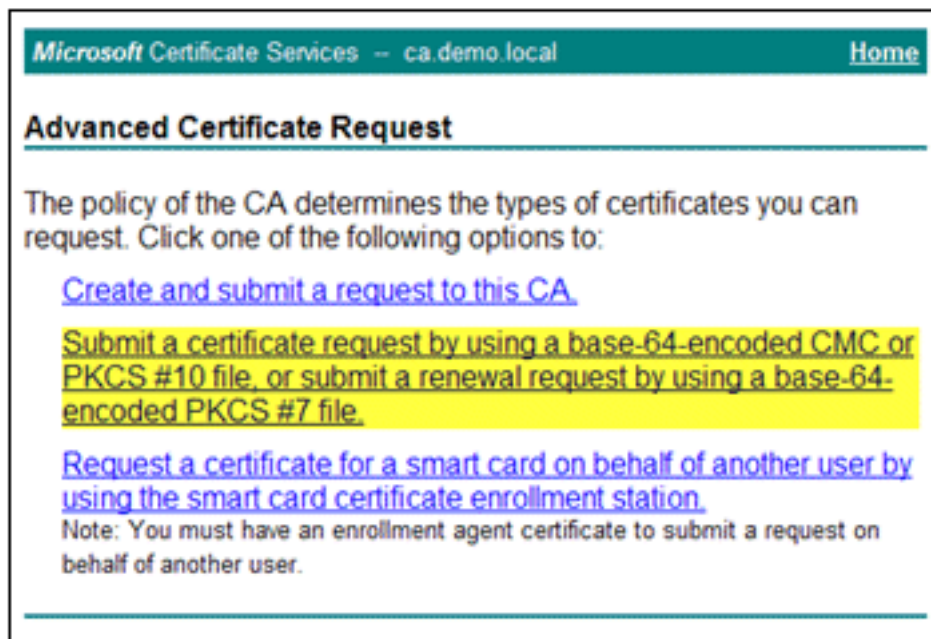 Microsoft Certificate Services -- ca.demo.local Home
Advanced Certificate Request
The policy of the CA determines the types of certificates you can
request. Click one of the following options to:
Create and submit a request to this CA.
Submit a certificate request by using a base-64-encoded CMC or
PKCS #10 file, or submit a renewal request by using a base-64-
encoded PKCS #7 file.
Request a certificate for a smart card on behalf of another user by
using the smart card certificate enrollment station.
Note: You must have an enrollment agent certificate to submit a request on
behalf of another user.